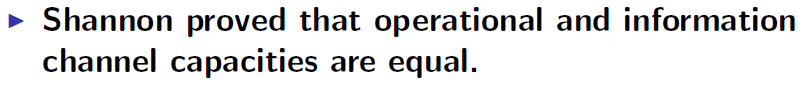 Shannon proved that operational and information
channel capacities are equal.